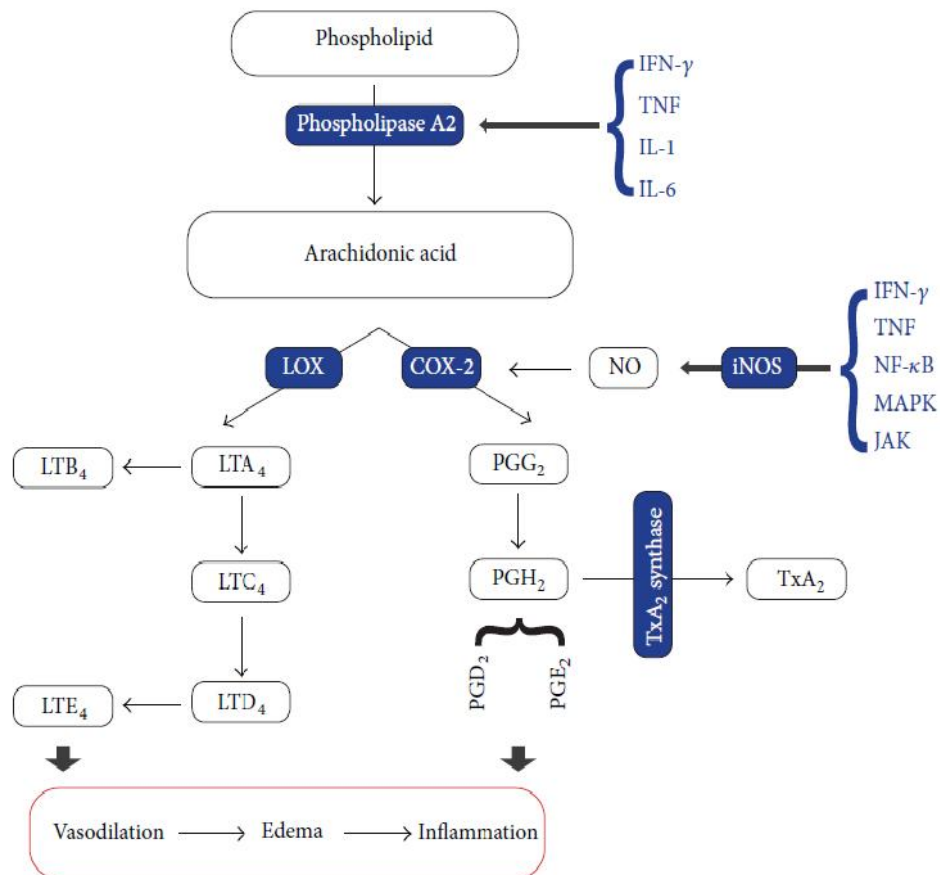 Phospholipid
IFN-γ
TNF
IL-1
IL-6
Phospholipase A2
Arachidonic acid
IFN-γ
TNF
NF-κB
MAPK
JAK
LOX
COX-2
NO
iNOS
LTB₄
LTA₄
PGG₂
LTC₄
PGH₂
TxA₂ synthase
TxA₂
PGD₂
PGE₂
LTE₄
LTD₄
Vasodilation
Edema
Inflammation